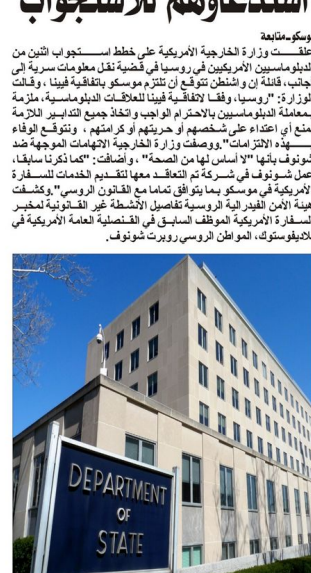 استدعاؤهم للاستجواب
موسكو-متابعة
علقت وزارة الخارجية الأمريكية على خطط استجواب اثنين من
الدبلوماسيين الأمريكيين في روسيا في قضية نقل معلومات سرية إلى
جانب، قائلة إن واشنطن تتوقع أن تلتزم موسكو باتفاقية فيينا ، وقالت
الوزارة: "روسيا، وفقا لاتفاقية فيينا للعلاقات الدبلوماسية، ملزمة
بمعاملة الدبلوماسيين بالاحترام الواجب واتخاذ جميع التدابير اللازمة
لمنع أي اعتداء على شخصهم أو حريتهم أو كرامتهم ، ونتوقع الوفاء
بهذه الالتزامات".ووصفت وزارة الخارجية الاتهامات الموجهة ضد
شونوف بأنها "لا أساس لها من الصحة" ، وأضافت: "كما ذكرنا سابقا،
عمل شونوف في شركة تم التعاقد معها لتقديم الخدمات للسفارة
الأمريكية في موسكو بما يتوافق تماما مع القانون الروسي".وكشفت
هيئة الأمن الفيدرالية الروسية تفاصيل الأنشطة غير القانونية لمخبر
السفارة الأمريكية الموظف السابق في القنصلية العامة الأمريكية في
فلاديفوستوك، المواطن الروسي روبرت شونوف.
DEPARTMENT
OF
STATE